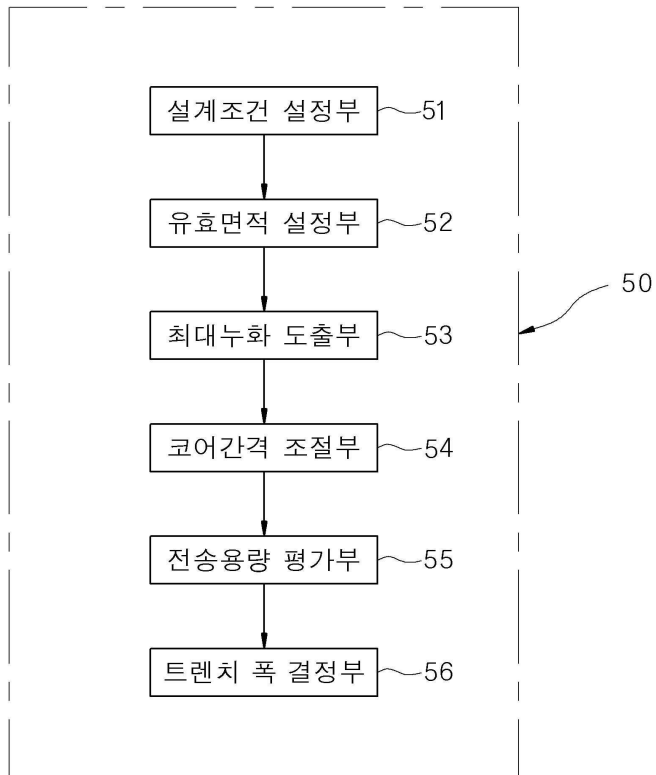 설계조건 설정부 51
유효면적 설정부 52
50
최대누화 도출부 53
코어간격 조절부 54
전송용량 평가부 55
트렌치 폭 결정부 56